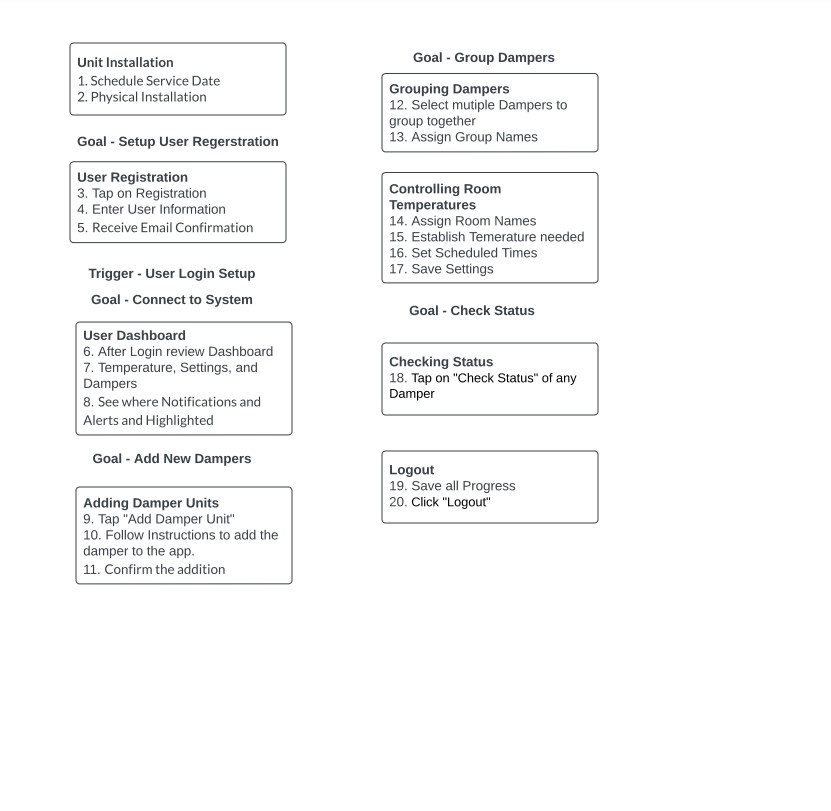 Unit Installation
1. Schedule Service Date
2. Physical Installation
Goal - Setup User Regerstration
User Registration
3. Tap on Registration
4. Enter User Information
5. Receive Email Confirmation
Trigger - User Login Setup
Goal - Connect to System
User Dashboard
6. After Login review Dashboard
7. Temperature, Settings, and
Dampers
8. See where Notifications and
Alerts and Highlighted
Goal - Add New Dampers
Adding Damper Units
9. Tap "Add Damper Unit"
10. Follow Instructions to add the
damper to the app.
11. Confirm the addition
Goal - Group Dampers
Grouping Dampers
12. Select mutiple Dampers to
group together
13. Assign Group Names
Controlling Room
Temperatures
14. Assign Room Names
15. Establish Temerature needed
16. Set Scheduled Times
17. Save Settings
Goal - Check Status
Checking Status
18. Tap on "Check Status" of any
Damper
Logout
19. Save all Progress
20. Click "Logout"